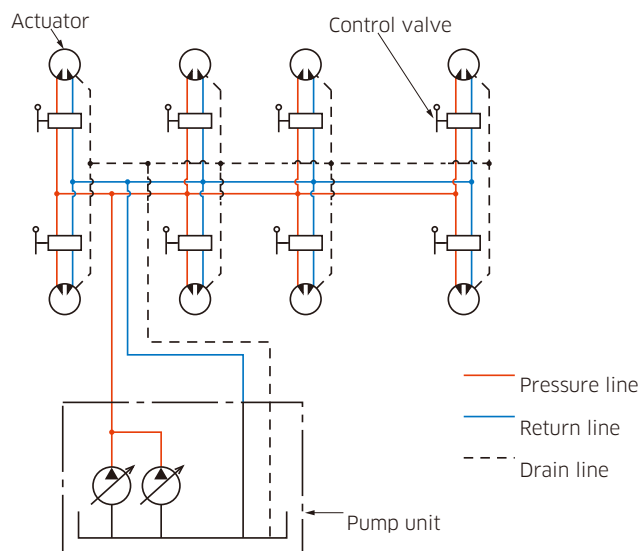 Actuator
Control valve
Pressure line
Return line
Drain line
Pump unit